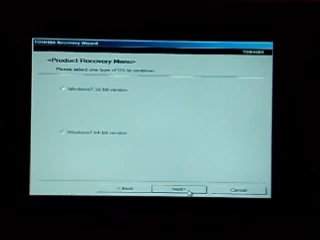 TOSHIBA Recovery Wizard
TOSHIBA
<Product Recovery Menu>
Please select one type of OS to continue.
Windows7 32-bit version
Windows7 64-bit version
< Back
Next>
Cancel